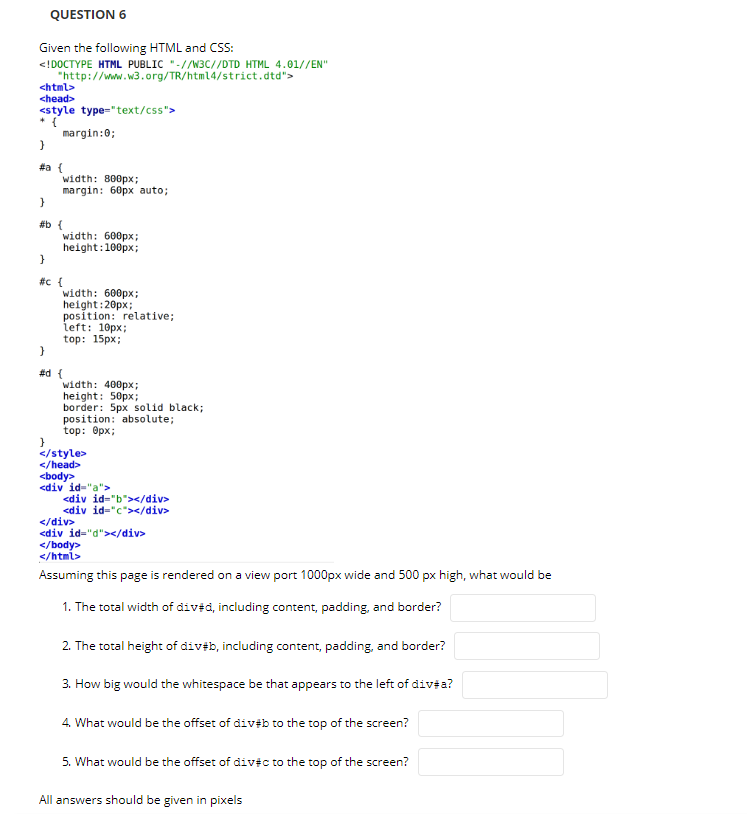 QUESTION 6
Given the following HTML and CSS:
<!DOCTYPE HTML PUBLIC "-//W3C//DTD HTML 4.01//EN"
"http://www.w3.org/TR/html4/strict.dtd">
<html>
<head>
<style type="text/css">
* {
margin:0;
}
#a {
width: 800px;
margin: 60px auto;
}
#b {
width: 600px;
height:100px;
}
#c {
width: 600px;
height:20px;
position: relative;
left: 10px;
top: 15px;
}
#d {
width: 400px;
height: 50px;
border: 5px solid black;
position: absolute;
top: 0px;
}
</style>
</head>
<body>
<div id="a">
<div id="b"></div>
<div id="c"></div>
</div>
<div id="d"></div>
</body>
</html>
Assuming this page is rendered on a view port 1000px wide and 500 px high, what would be
1. The total width of div#d, including content, padding, and border?
2. The total height of div#b, including content, padding, and border?
3. How big would the whitespace be that appears to the left of div#a?
4. What would be the offset of div#b to the top of the screen?
5. What would be the offset of div#c to the top of the screen?
All answers should be given in pixels